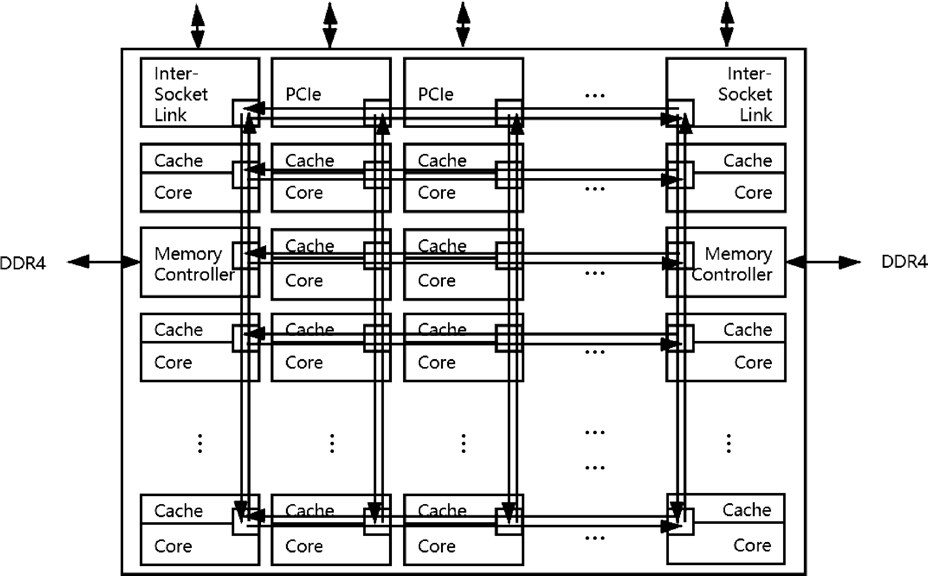 Inter-
Socket
Link
PCIe
PCIe
...
Inter-
Socket
Link
Cache
Core
Cache
Core
Cache
Core
...
Cache
Core
DDR4
Memory
Controller
Cache
Core
Cache
Core
...
Memory
Controller
DDR4
Cache
Core
Cache
Core
Cache
Core
...
Cache
Core
...
...
...
...
...
...
Cache
Core
Cache
Core
Cache
Core
...
Cache
Core